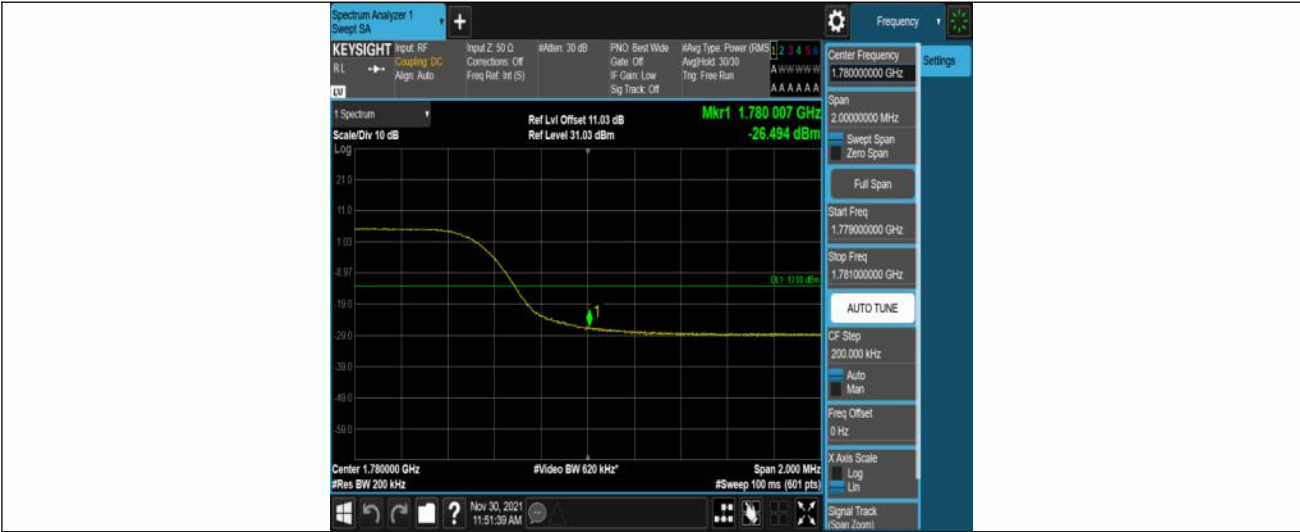 Spectrum Analyzer 1
Swept SA
+
Frequency
KEYSIGHT
RL
Input: RF
Coupling: DC
Align: Auto
Input Z: 50 Ω
Corrections: Off
Freq Ref: Int (S)
#Atten: 30 dB
PNO: Best Wide
Gate: Off
IF Gain: Low
Sig Track: Off
#Avg Type: Power (RMS
Avg|Hold: 30/30
Trig: Free Run
1 2 3 4 5 6
A W W W W W
A A A A A A
1 Spectrum
Scale/Div 10 dB
Log
Ref Lvl Offset 11.03 dB
Ref Level 31.03 dBm
Mkr1 1.780 007 GHz
-26.494 dBm
21.0
11.0
1.03
-8.97
-19.0
-29.0
-39.0
-49.0
-59.0
DL1 -13.00 dBm
1
Center 1.780000 GHz
#Res BW 200 kHz
#Video BW 620 kHz*
Span 2.000 MHz
#Sweep 100 ms (601 pts)
?
Nov 30, 2021
11:51:39 AM
Center Frequency
1.780000000 GHz
Settings
Span
2.00000000 MHz
Swept Span
Zero Span
Full Span
Start Freq
1.779000000 GHz
Stop Freq
1.781000000 GHz
AUTO TUNE
CF Step
200.000 kHz
Auto
Man
Freq Offset
0 Hz
X Axis Scale
Log
Lin
Signal Track
(Span Zoom)